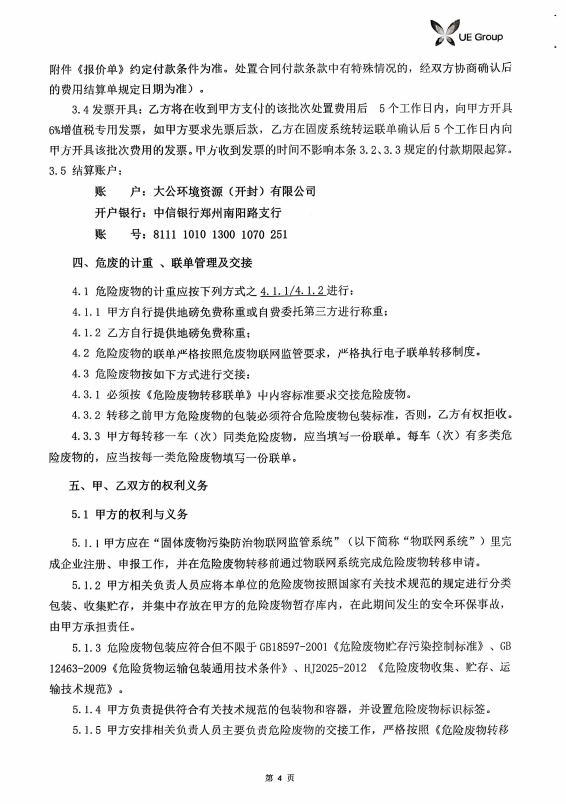 UE Group
附件《报价单》约定付款条件为准。处置合同付款条款中有特殊情况的，经双方协商确认后
的费用结算单规定日期为准）。
3.4 发票开具：乙方将在收到甲方支付的该批次处置费用后 5 个工作日内，向甲方开具
6%增值税专用发票，如甲方要求先票后款，乙方在固废系统转运联单确认后 5 个工作日内向
甲方开具该批次费用的发票。甲方收到发票的时间不影响本条 3.2、3.3 规定的付款期限起算。
3.5 结算账户：
账 户：大公环境资源（开封）有限公司
开户银行：中信银行郑州南阳路支行
账 号：8111 1010 1300 1070 251
四、危废的计重 、联单管理及交接
4.1 危险废物的计重应按下列方式之 4.1.1/4.1.2 进行：
4.1.1 甲方自行提供地磅免费称重或自费委托第三方进行称重；
4.1.2 乙方自行提供地磅免费称重；
4.2 危险废物的联单严格按照危废物联网监管要求，严格执行电子联单转移制度。
4.3 危险废物按如下方式进行交接：
4.3.1 必须按《危险废物转移联单》中内容标准要求交接危险废物。
4.3.2 转移之前甲方危险废物的包装必须符合危险废物包装标准，否则，乙方有权拒收。
4.3.3 甲方每转移一车（次）同类危险废物，应当填写一份联单。每车（次）有多类危
险废物的，应当按每一类危险废物填写一份联单。
五、甲、乙双方的权利义务
5.1 甲方的权利与义务
5.1.1 甲方应在“固体废物污染防治物联网监管系统”（以下简称“物联网系统”）里完
成企业注册、申报工作，并在危险废物转移前通过物联网系统完成危险废物转移申请。
5.1.2 甲方相关负责人员应将本单位的危险废物按照国家有关技术规范的规定进行分类
包装、收集贮存，并集中存放在甲方的危险废物暂存库内，在此期间发生的安全环保事故，
由甲方承担责任。
5.1.3 危险废物包装应符合但不限于 GB18597-2001《危险废物贮存污染控制标准》、GB
12463-2009《危险货物运输包装通用技术条件》、HJ2025-2012 《危险废物收集、贮存、运
输技术规范》。
5.1.4 甲方负责提供符合有关技术规范的包装物和容器，并设置危险废物标识标签。
5.1.5 甲方安排相关负责人员主要负责危险废物的交接工作，严格按照《危险废物转移
第 4 页